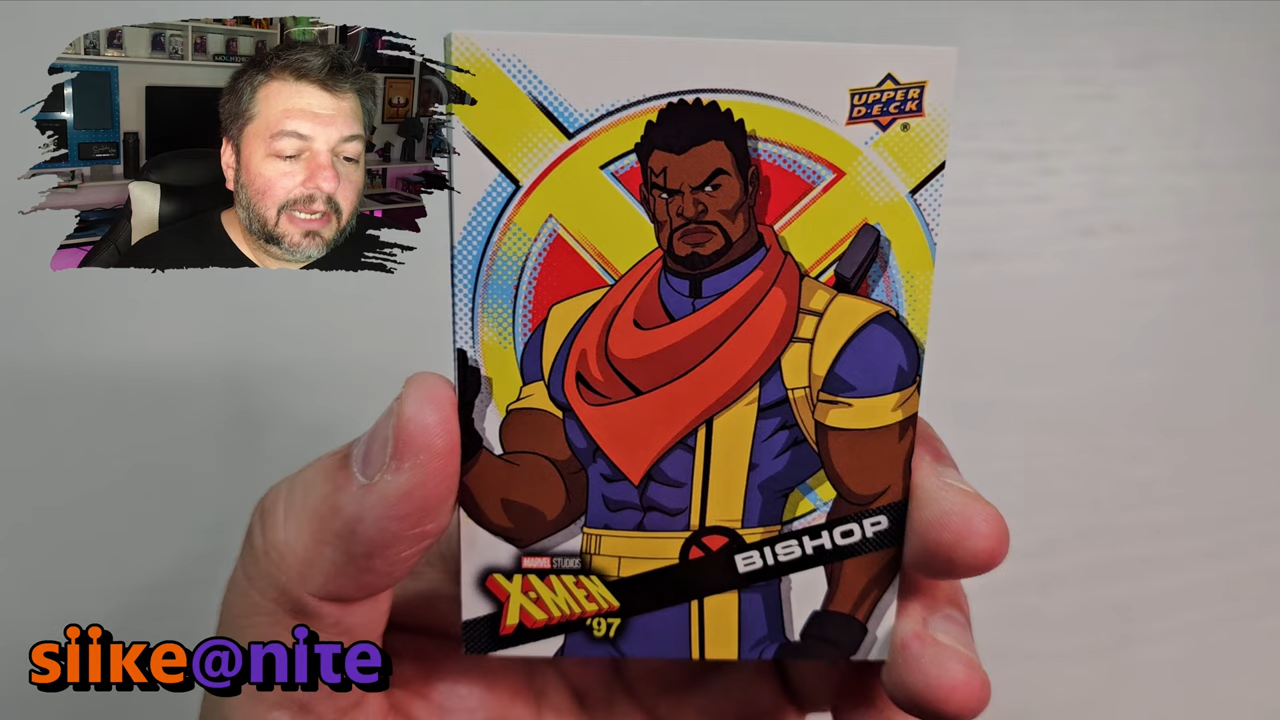 UPPER
D·E·C·K
®
BISHOP
MARVEL STUDIOS
X·MEN
'97
siike@nite